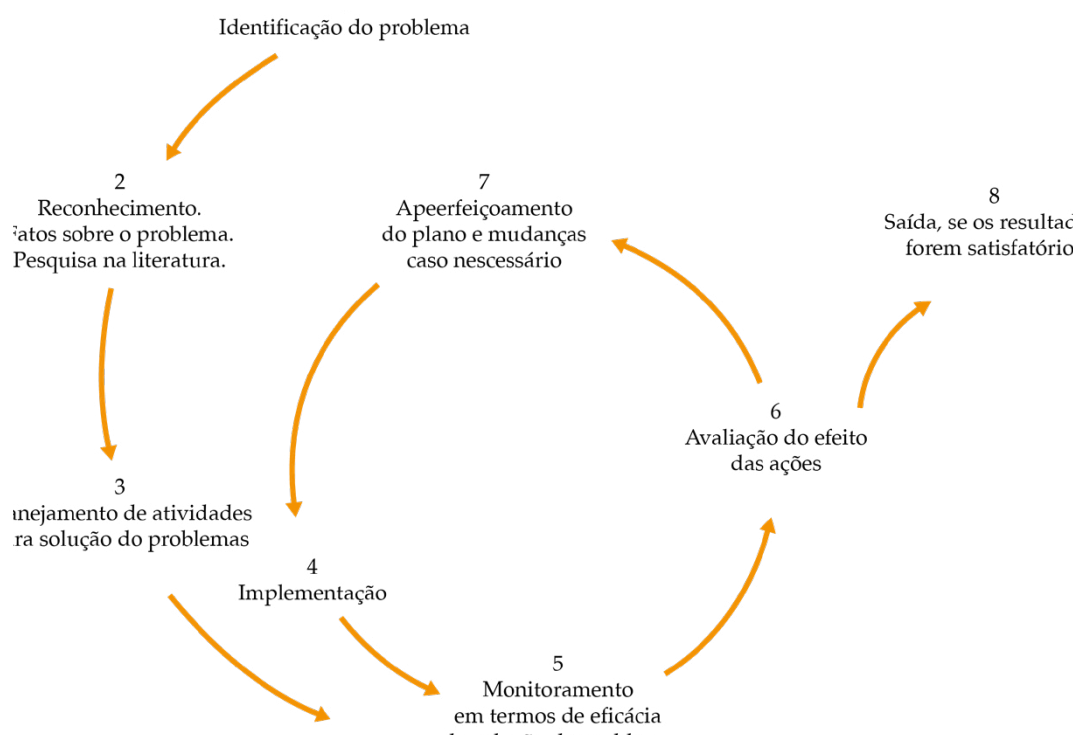 Identificação do problema
2
Reconhecimento.
Fatos sobre o problema.
Pesquisa na literatura.
7
Apeerfeiçoamento
do plano e mudanças
caso nescessário
8
Saída, se os resultad
forem satisfatório
6
Avaliação do efeito
das ações
3
anejamento de atividades
ra solução do problemas
4
Implementação
5
Monitoramento
em termos de eficácia